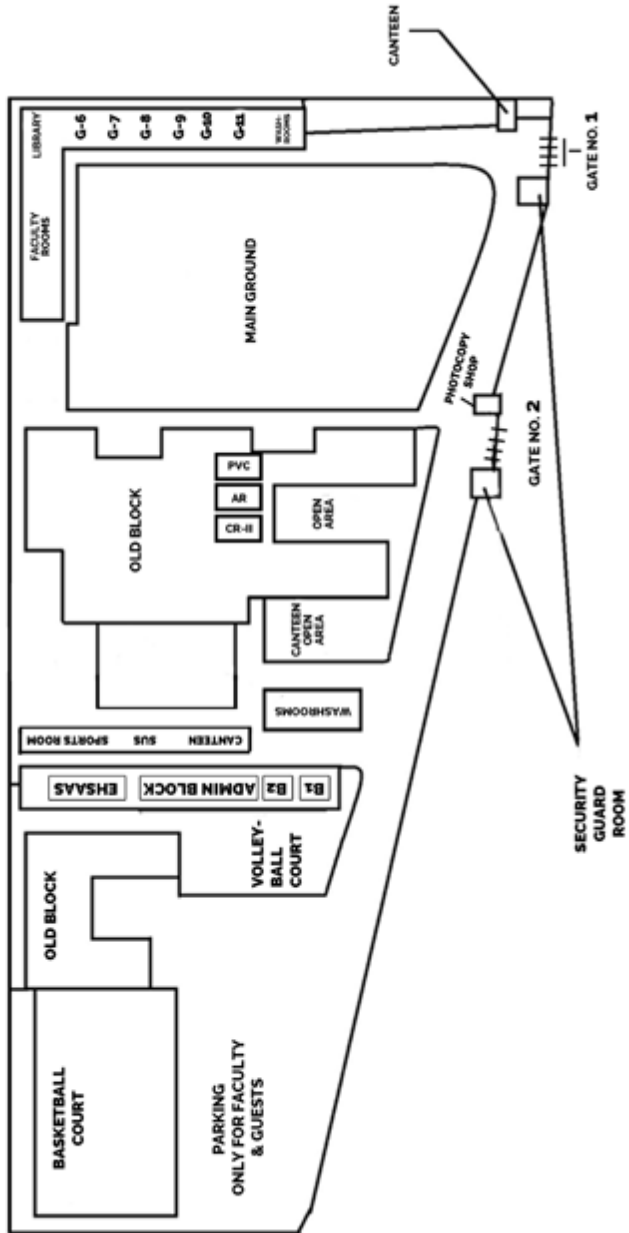 CANTEEN
LIBRARY
G-6
G-7
G-8
G-9
G-10
G-11
WASH-
ROOMS
FACULTY
ROOMS
GATE NO. 1
MAIN GROUND
PHOTOCOPY
SHOP
GATE NO. 2
OLD BLOCK
PVC
AR
CR-II
OPEN
AREA
CANTEEN
OPEN
AREA
WASHROOMS
CANTEEN
SUS
SPORTS ROOM
B1
B2
ADMIN BLOCK
EHSAAS
SECURITY
GUARD
ROOM
VOLLEY-
BALL
COURT
OLD BLOCK
BASKETBALL
COURT
PARKING
ONLY FOR FACULTY
& GUESTS